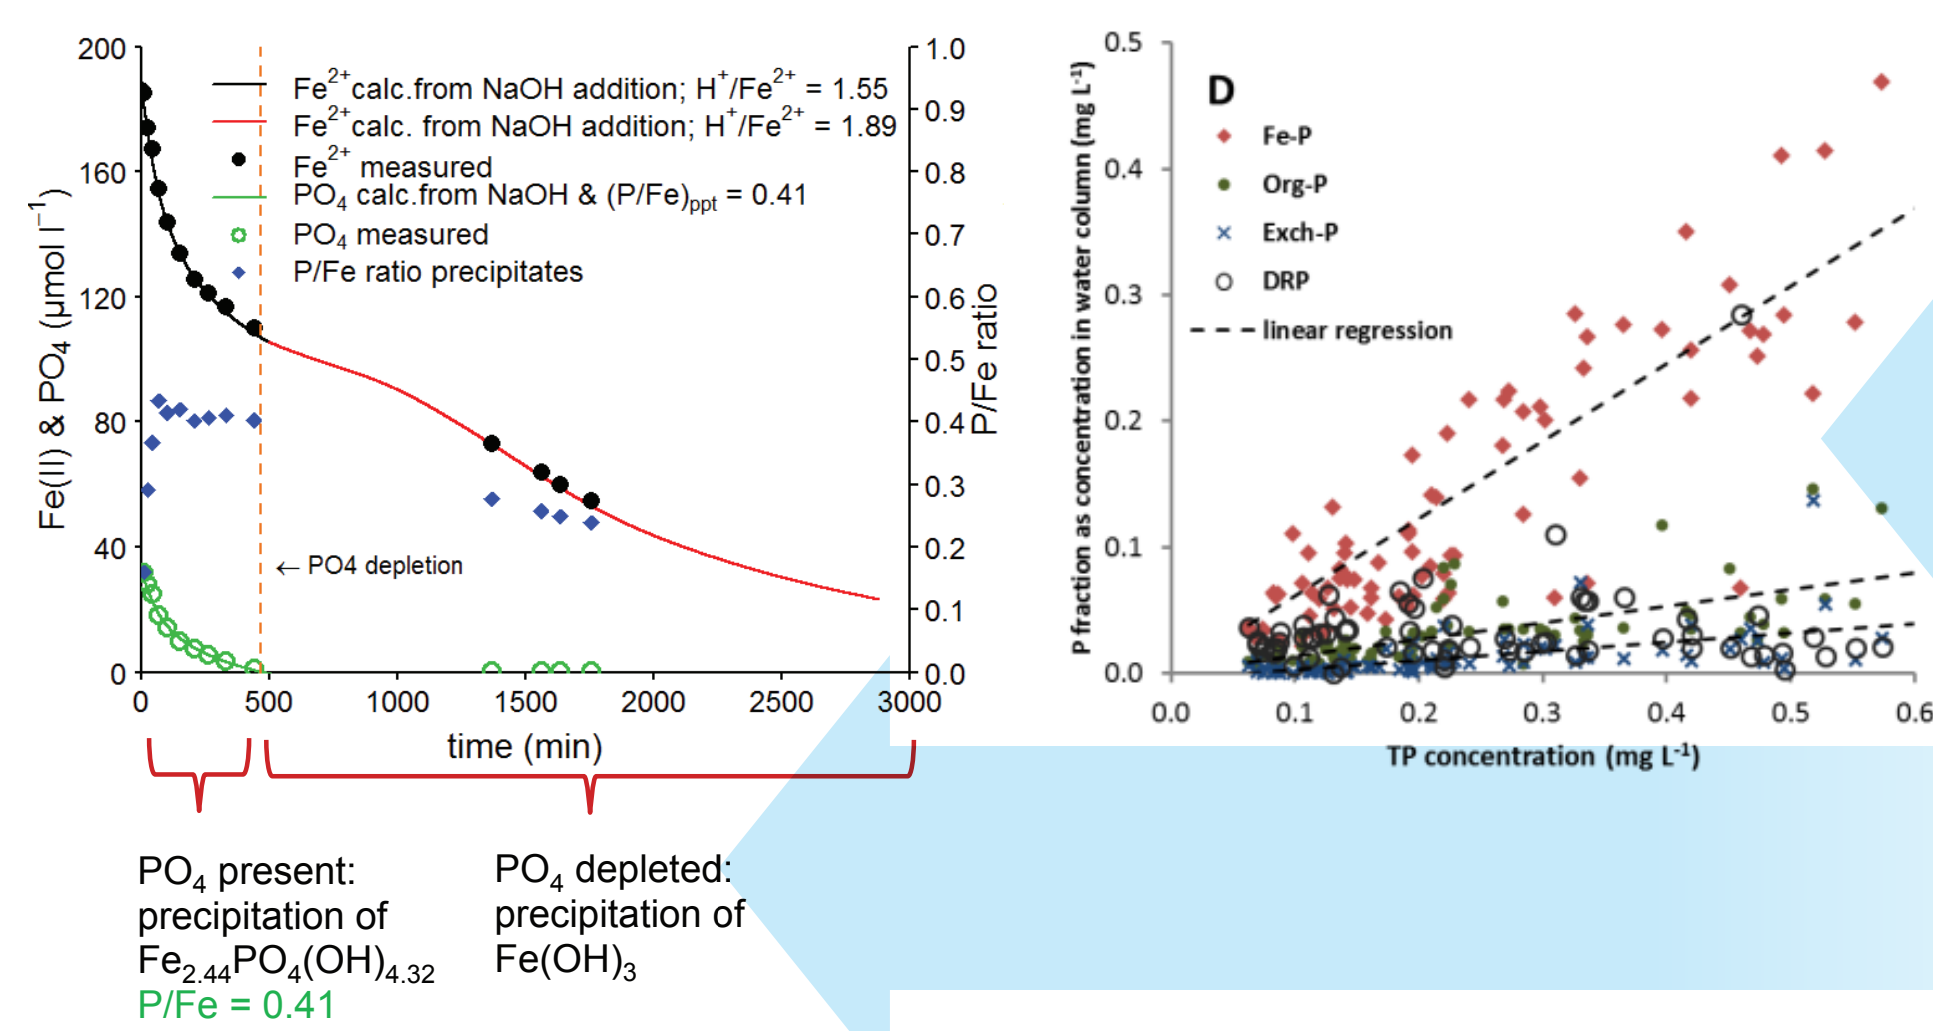 200
160
120
80
40
0
Fe(II) & PO4 (µmol l−1)
Fe2+calc.from NaOH addition; H+/Fe2+ = 1.55
Fe2+calc. from NaOH addition; H+/Fe2+ = 1.89
Fe2+ measured
PO4 calc.from NaOH & (P/Fe)ppt = 0.41
PO4 measured
P/Fe ratio precipitates
← PO4 depletion
1.0
0.9
0.8
0.7
0.6
0.5
0.4
0.3
0.2
0.1
0.0
P/Fe ratio
0 500 1000 1500 2000 2500 3000
time (min)
PO4 present:
precipitation of
Fe2.44PO4(OH)4.32
P/Fe = 0.41
PO4 depleted:
precipitation of
Fe(OH)3
P fraction as concentration in water column (mg L-1)
0.5
0.4
0.3
0.2
0.1
0.0
D
Fe-P
Org-P
Exch-P
DRP
linear regression
0.0 0.1 0.2 0.3 0.4 0.5 0.6
TP concentration (mg L-1)